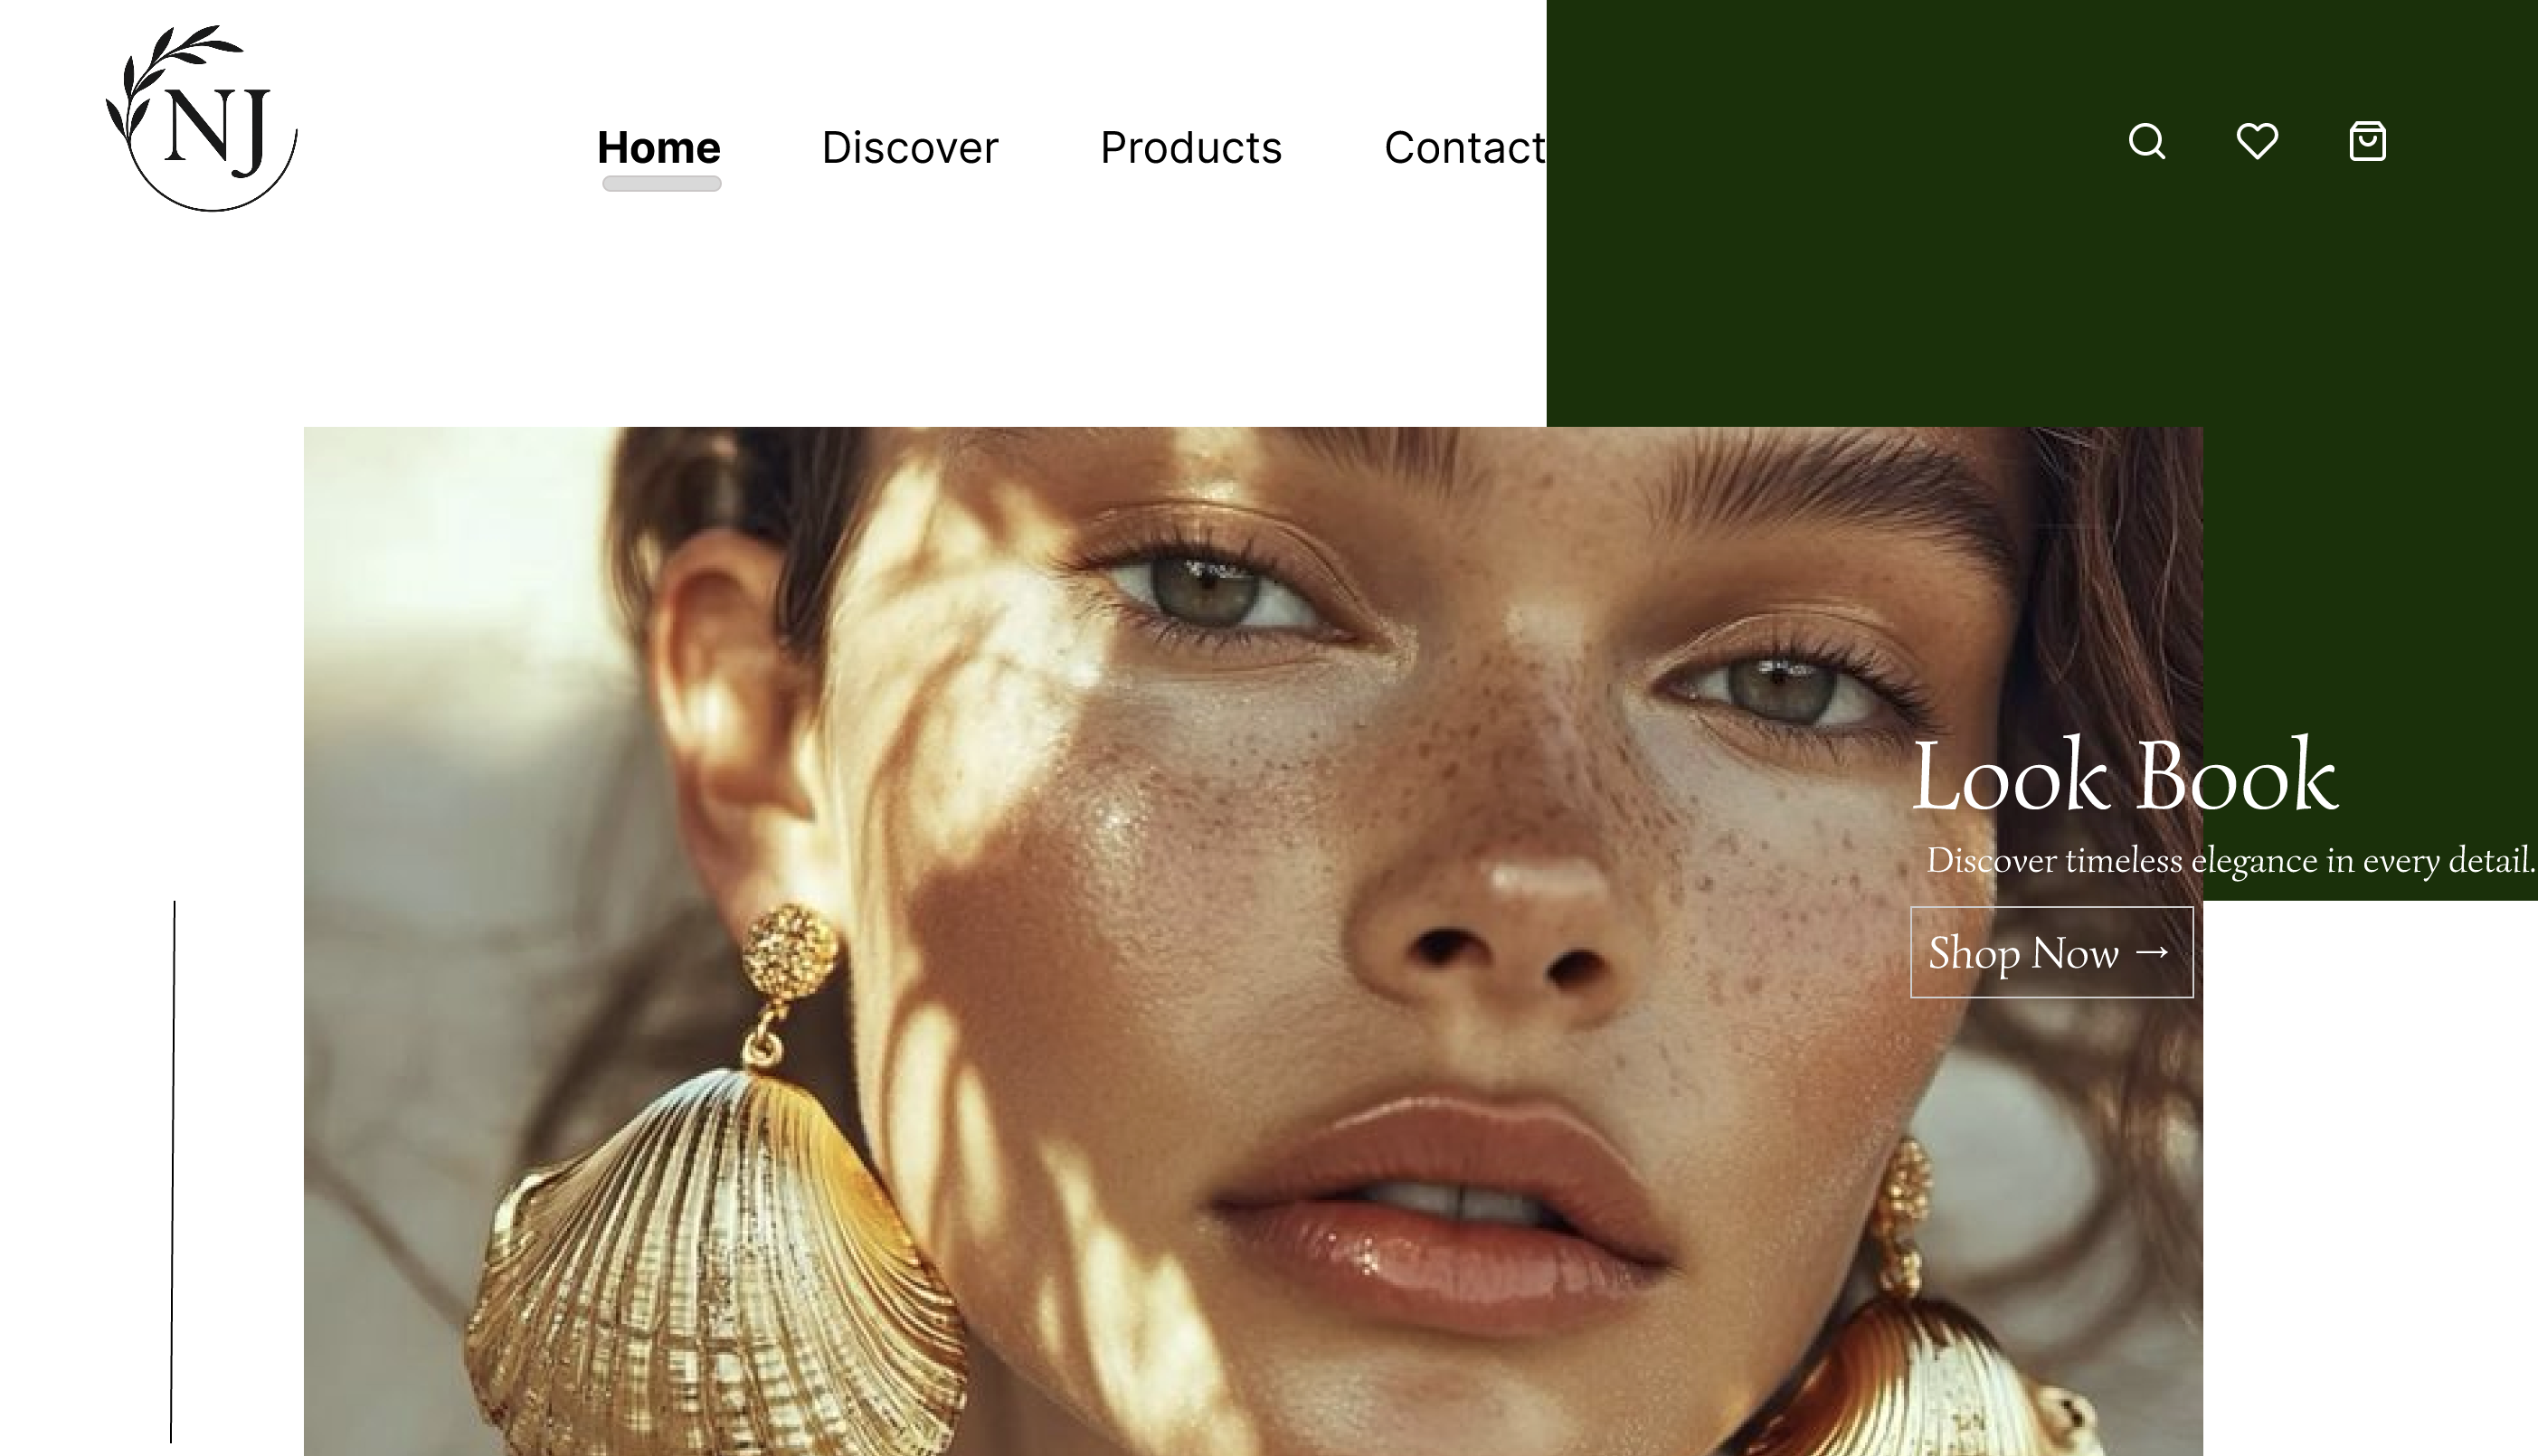 NJ
Home Discover Products Contact
Look Book
Discover timeless elegance in every detail.
Shop Now →